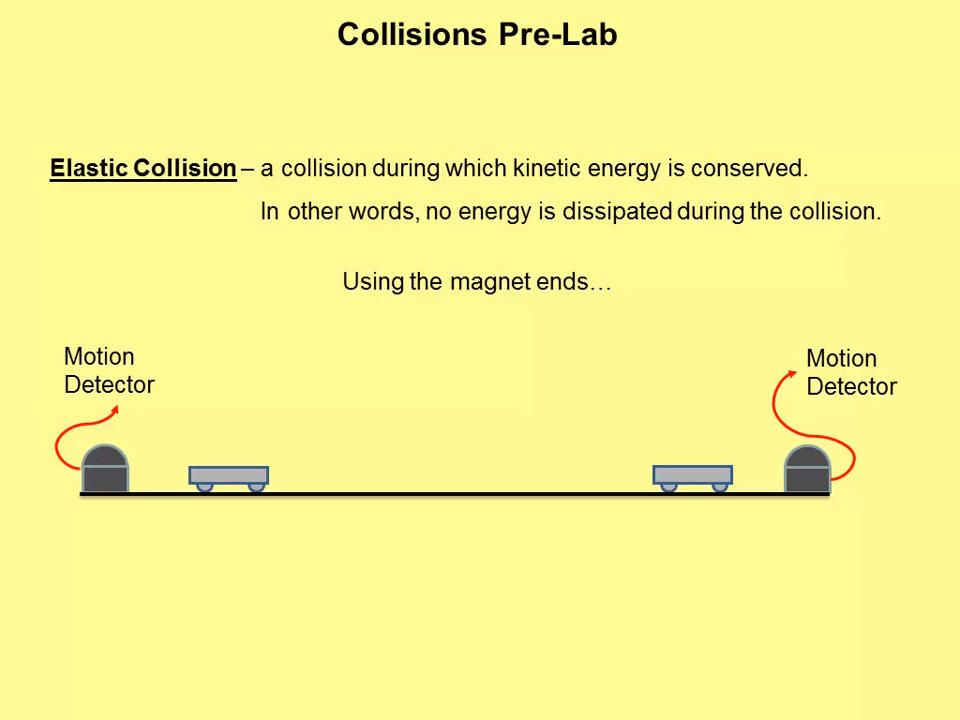 Collisions Pre-Lab
Elastic Collision – a collision during which kinetic energy is conserved.
In other words, no energy is dissipated during the collision.
Using the magnet ends…
Motion
Detector
Motion
Detector